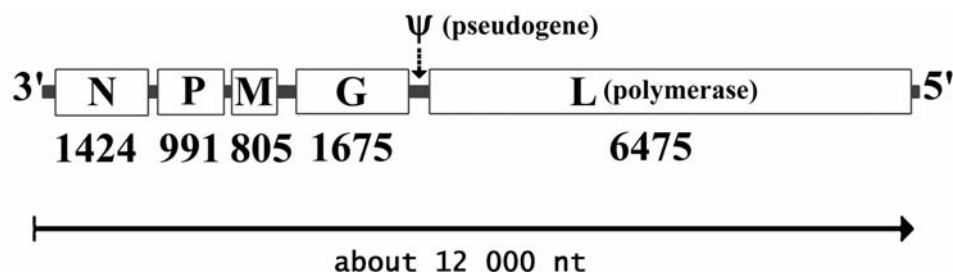 Ψ (pseudogene)
3' N P M G L (polymerase) 5'
1424 991 805 1675 6475
about 12 000 nt